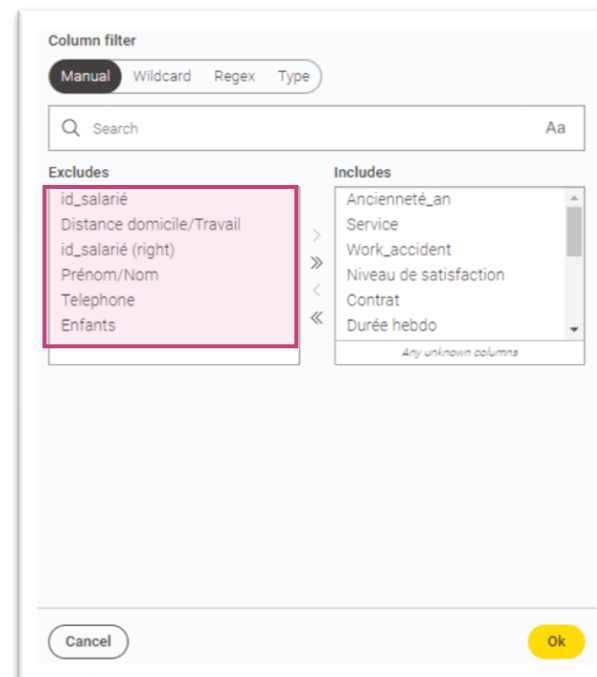 Column filter
Manual Wildcard Regex Type
Search Aa
Excludes
id_salarié
Distance domicile/Travail
id_salarié (right)
Prénom/Nom
Telephone
Enfants
Includes
Ancienneté_an
Service
Work_accident
Niveau de satisfaction
Contrat
Durée hebdo
Any unknown columns
Cancel
Ok